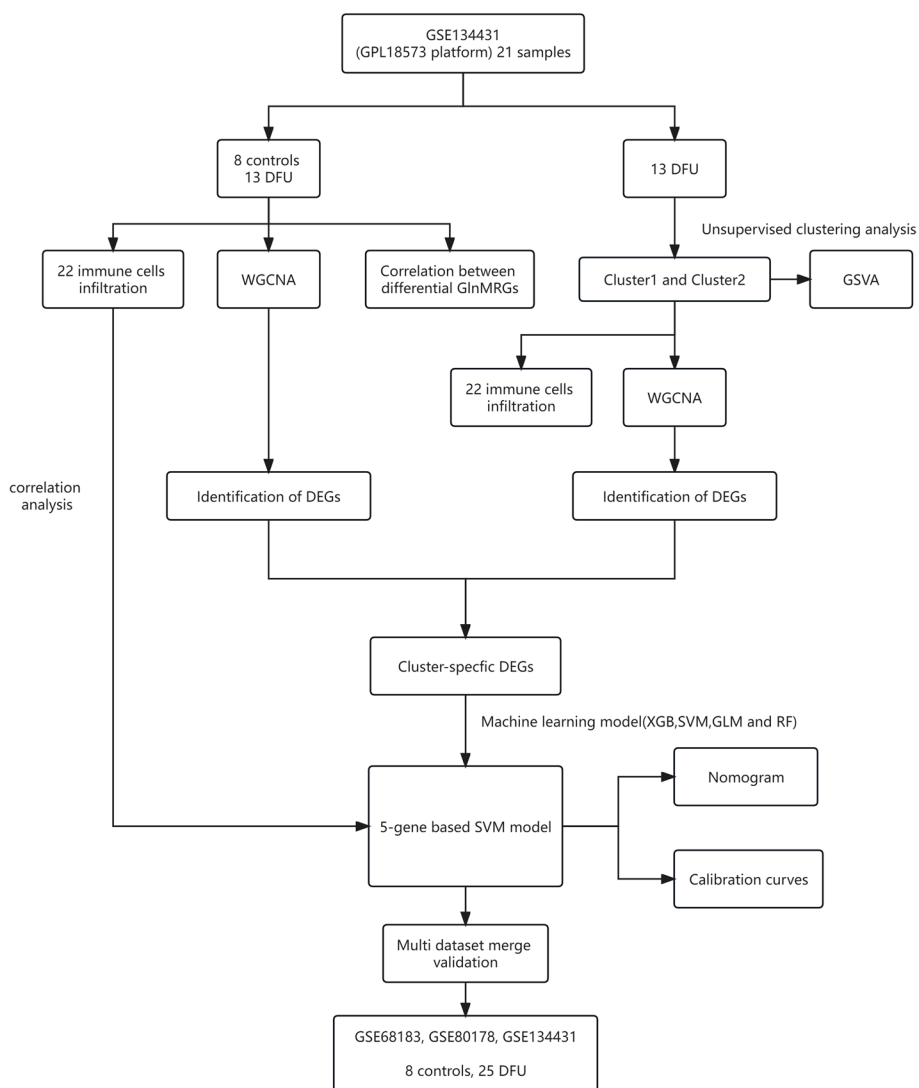 GSE134431
(GPL18573 platform) 21 samples
8 controls
13 DFU
13 DFU
Unsupervised clustering analysis
22 immune cells
infiltration
WGCNA
Correlation between
differential GlnMRGs
Cluster1 and Cluster2
GSVA
22 immune cells
infiltration
WGCNA
correlation
analysis
Identification of DEGs
Identification of DEGs
Cluster-specfic DEGs
Machine learning model(XGB,SVM,GLM and RF)
5-gene based SVM model
Nomogram
Calibration curves
Multi dataset merge
validation
GSE68183, GSE80178, GSE134431
8 controls, 25 DFU